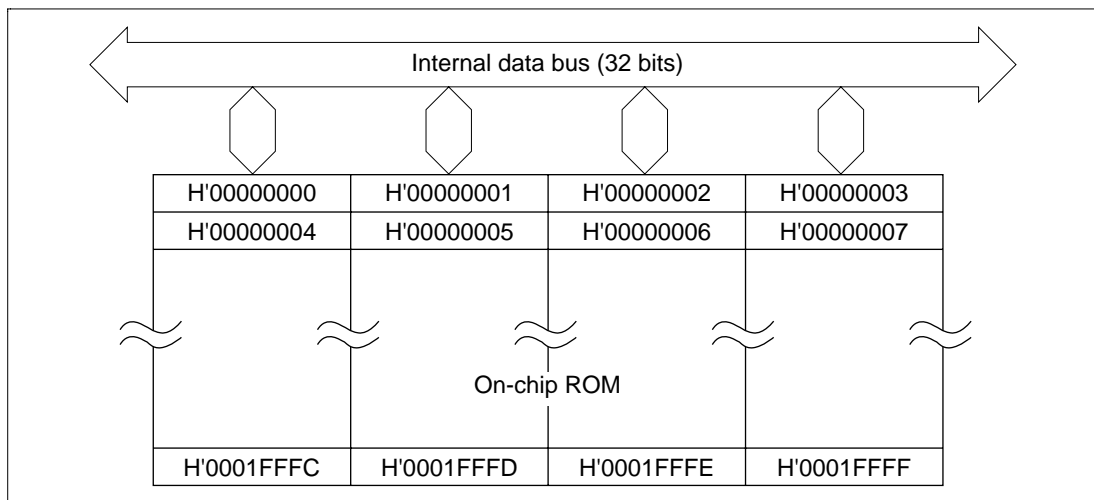 Internal data bus (32 bits)
H'00000000 H'00000001 H'00000002 H'00000003
H'00000004 H'00000005 H'00000006 H'00000007
On-chip ROM
H'0001FFFC H'0001FFFD H'0001FFFE H'0001FFFF